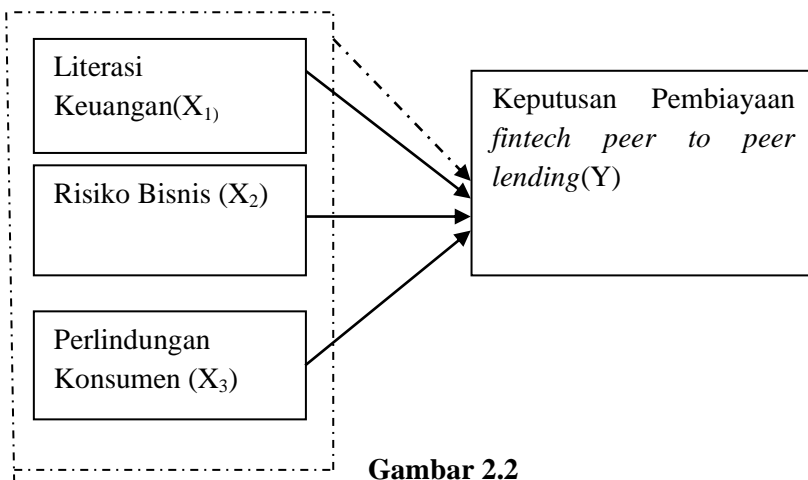 Literasi
Keuangan(X₁)
Risiko Bisnis (X₂)
Perlindungan
Konsumen (X₃)
Keputusan Pembiayaan
fintech peer to peer
lending(Y)
Gambar 2.2